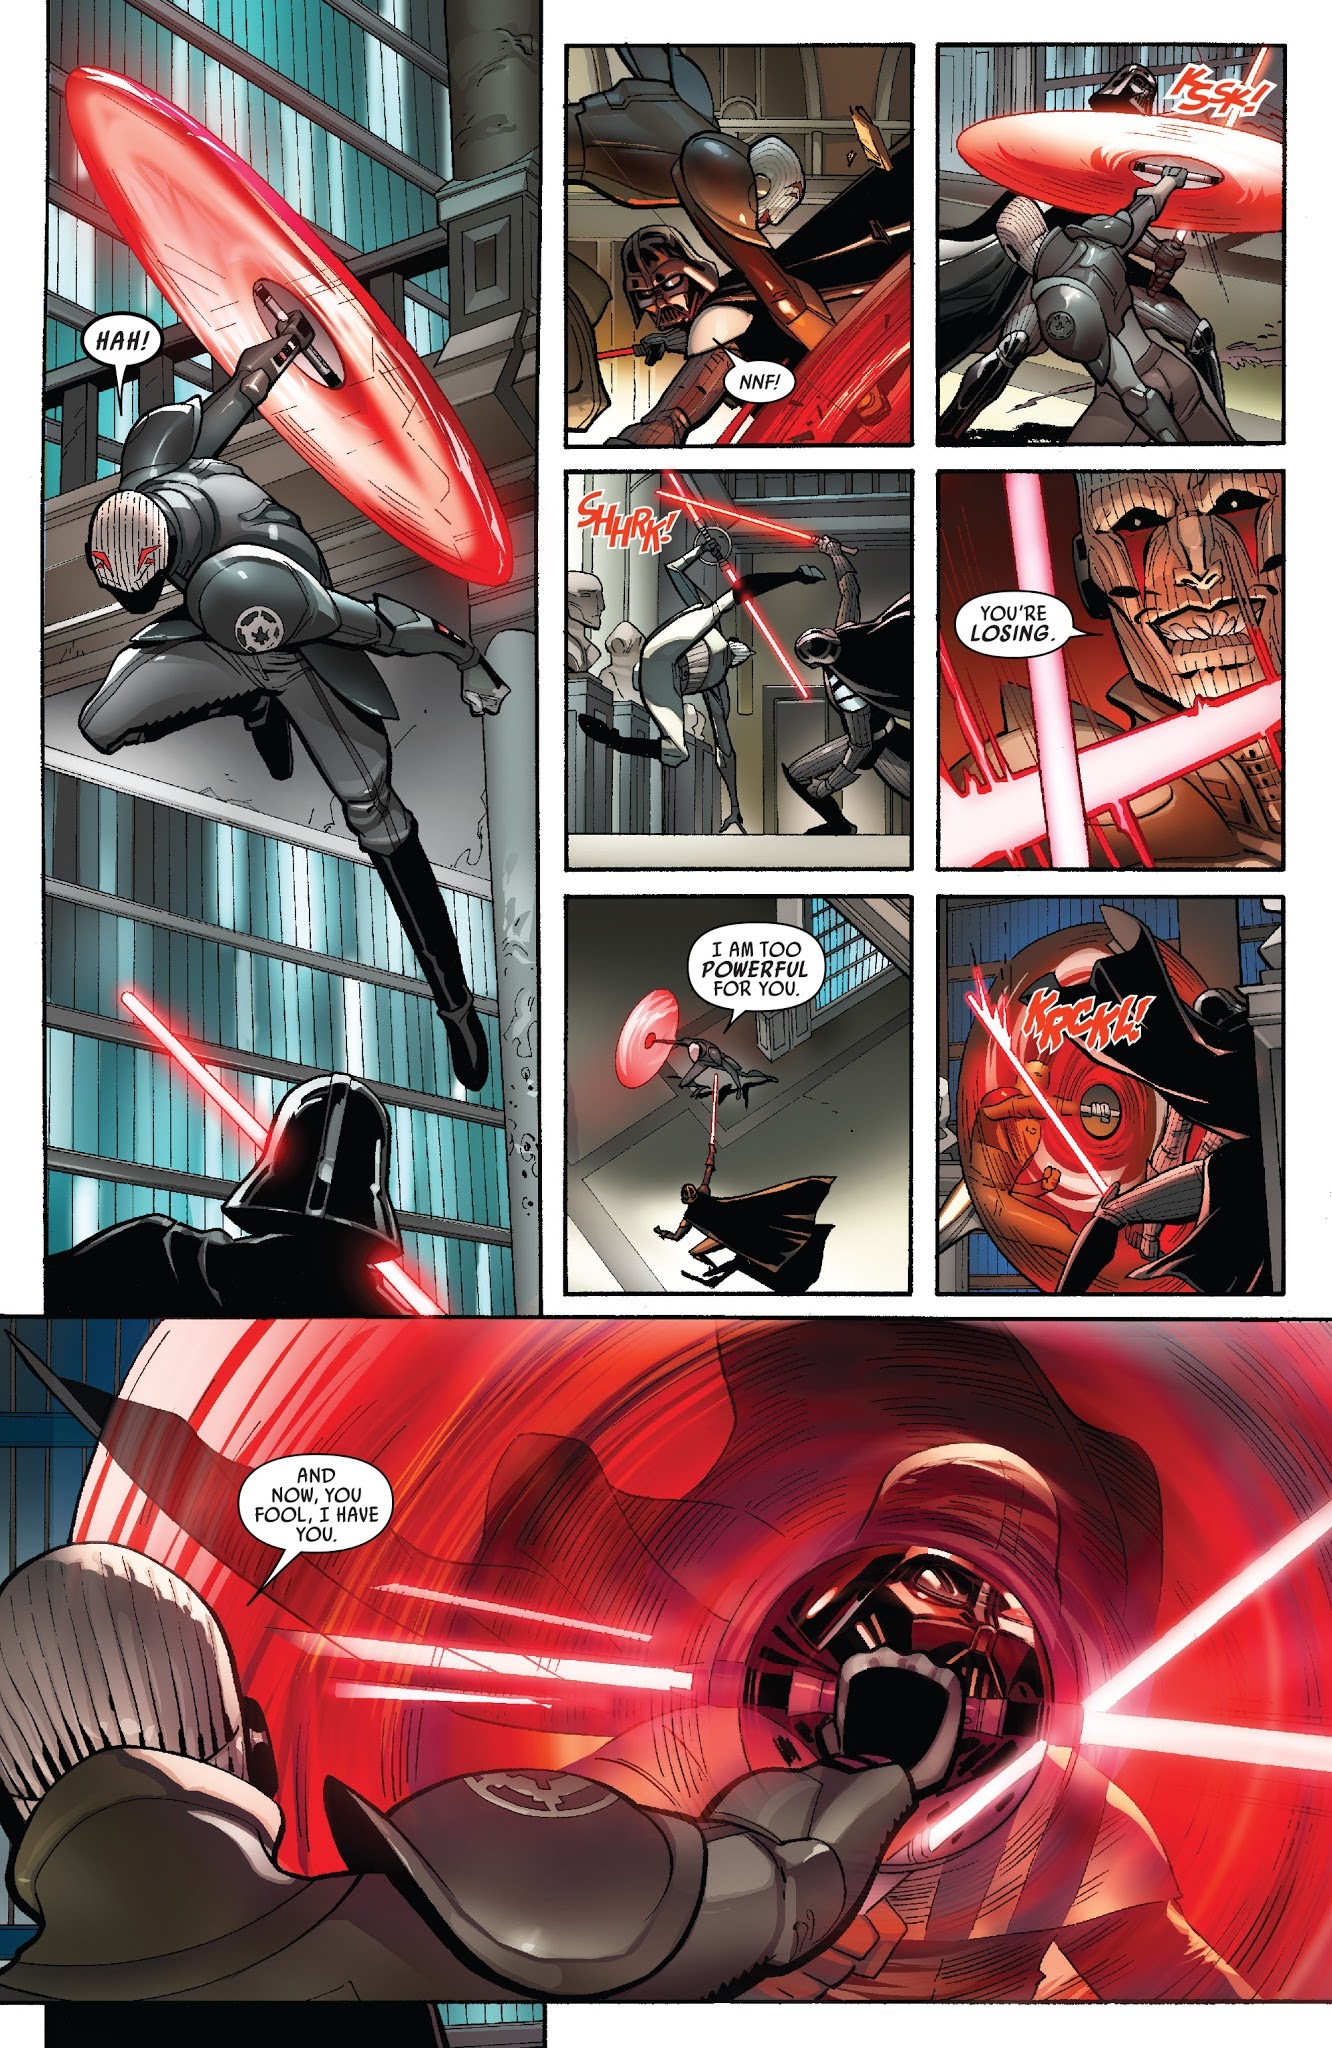 HAH!
NNF!
KSSK!
SHHRK!
YOU'RE
LOSING.
I AM TOO
POWERFUL
FOR YOU.
KRCKL!
AND
NOW, YOU
FOOL, I HAVE
YOU.